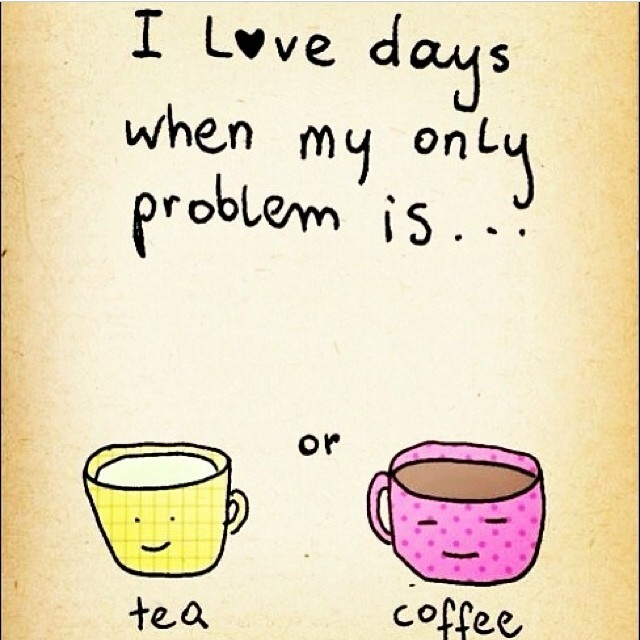 I L♥ve days
when my only
problem is...
or
tea coffee